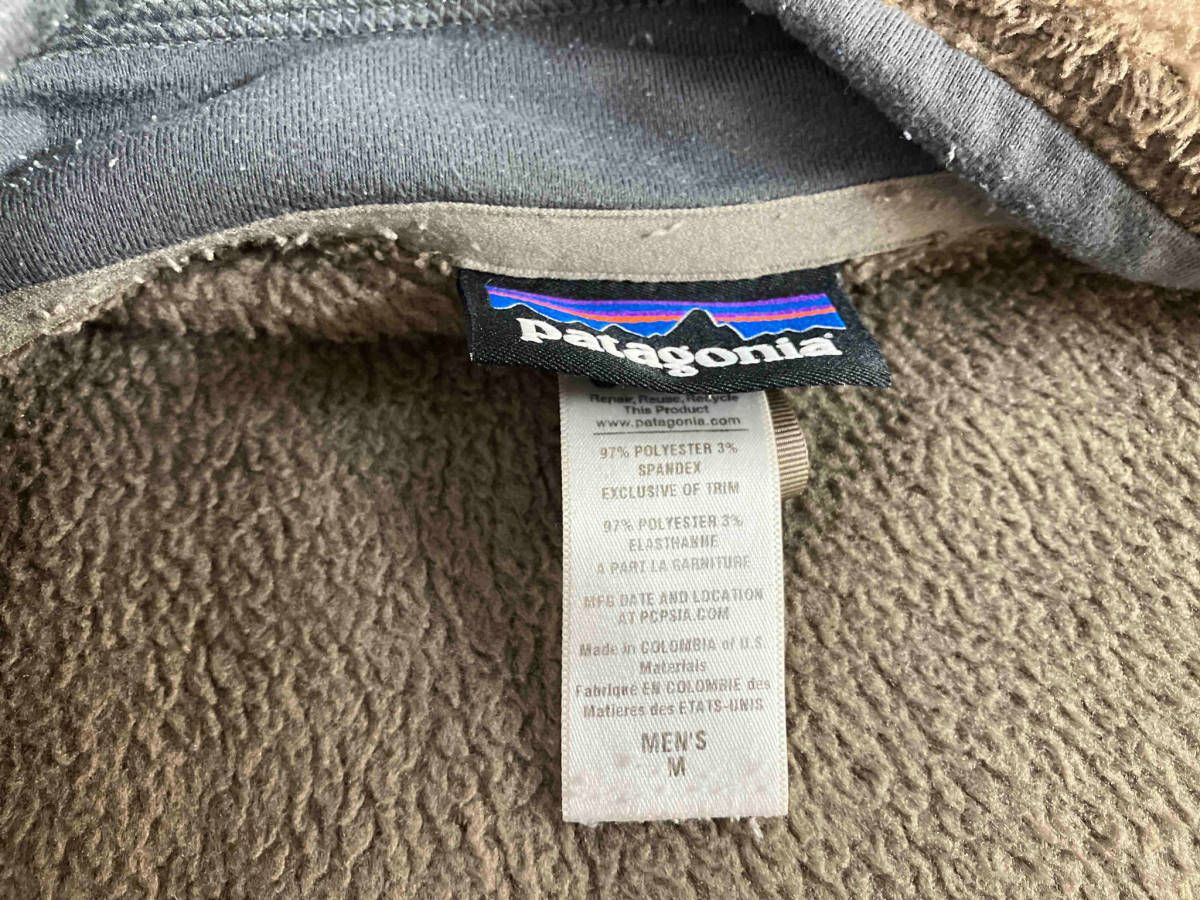 patagonia
Repair, Reuse, Recycle
This Product
www.patagonia.com
97% POLYESTER 3%
SPANDEX
EXCLUSIVE OF TRIM
97% POLYESTER 3%
ELASTHANNE
A PART LA GARNITURE
MFG DATE AND LOCATION
AT PCPSIA.COM
Made in COLOMBIA of U.S.
Materials
Fabriqué EN COLOMBIE des
Matieres des ETATS-UNIS
MEN'S
M